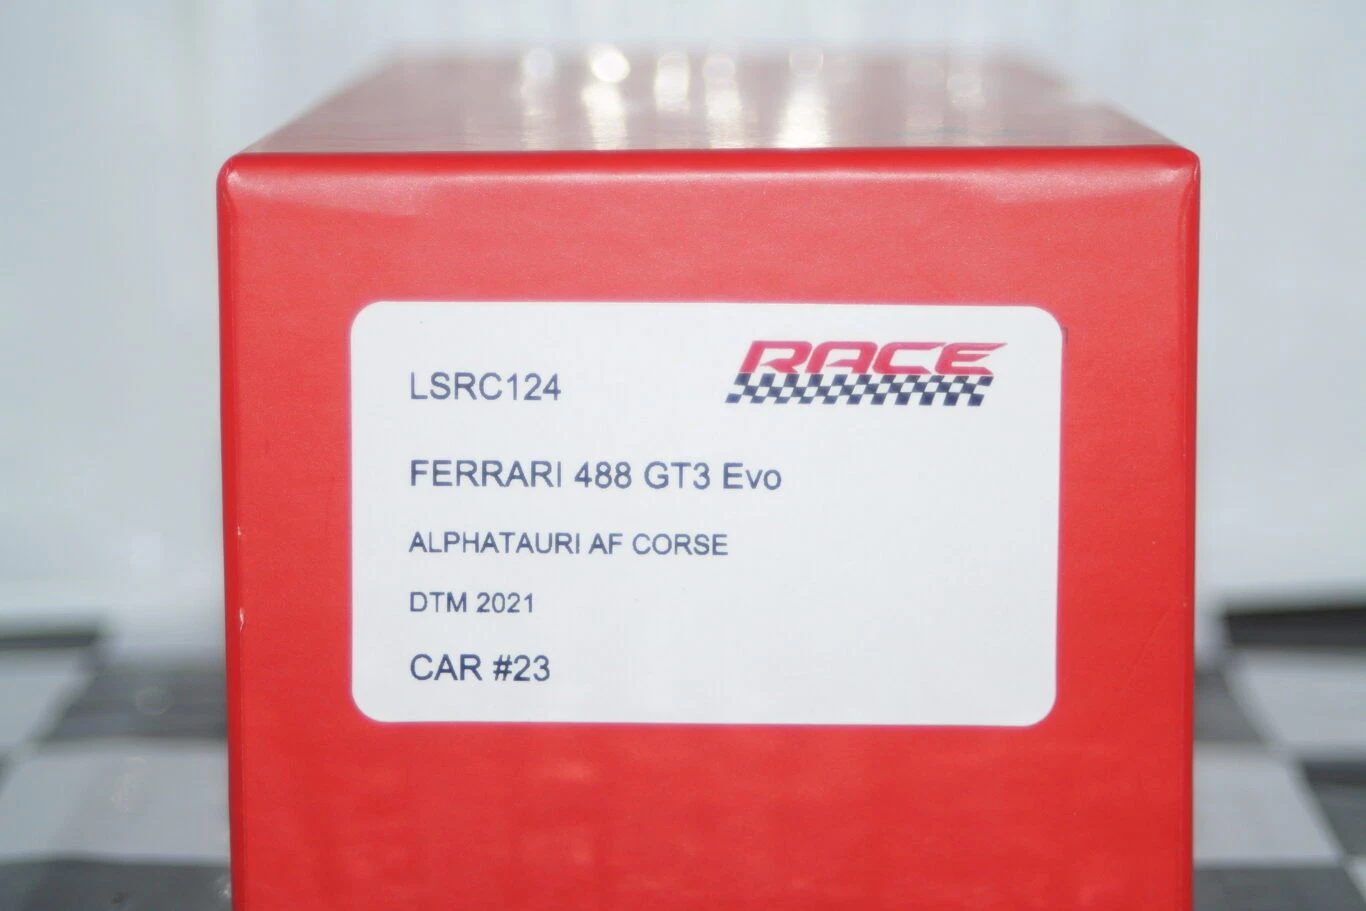 RACE
LSRC124
FERRARI 488 GT3 Evo
ALPHATAURI AF CORSE
DTM 2021
CAR #23